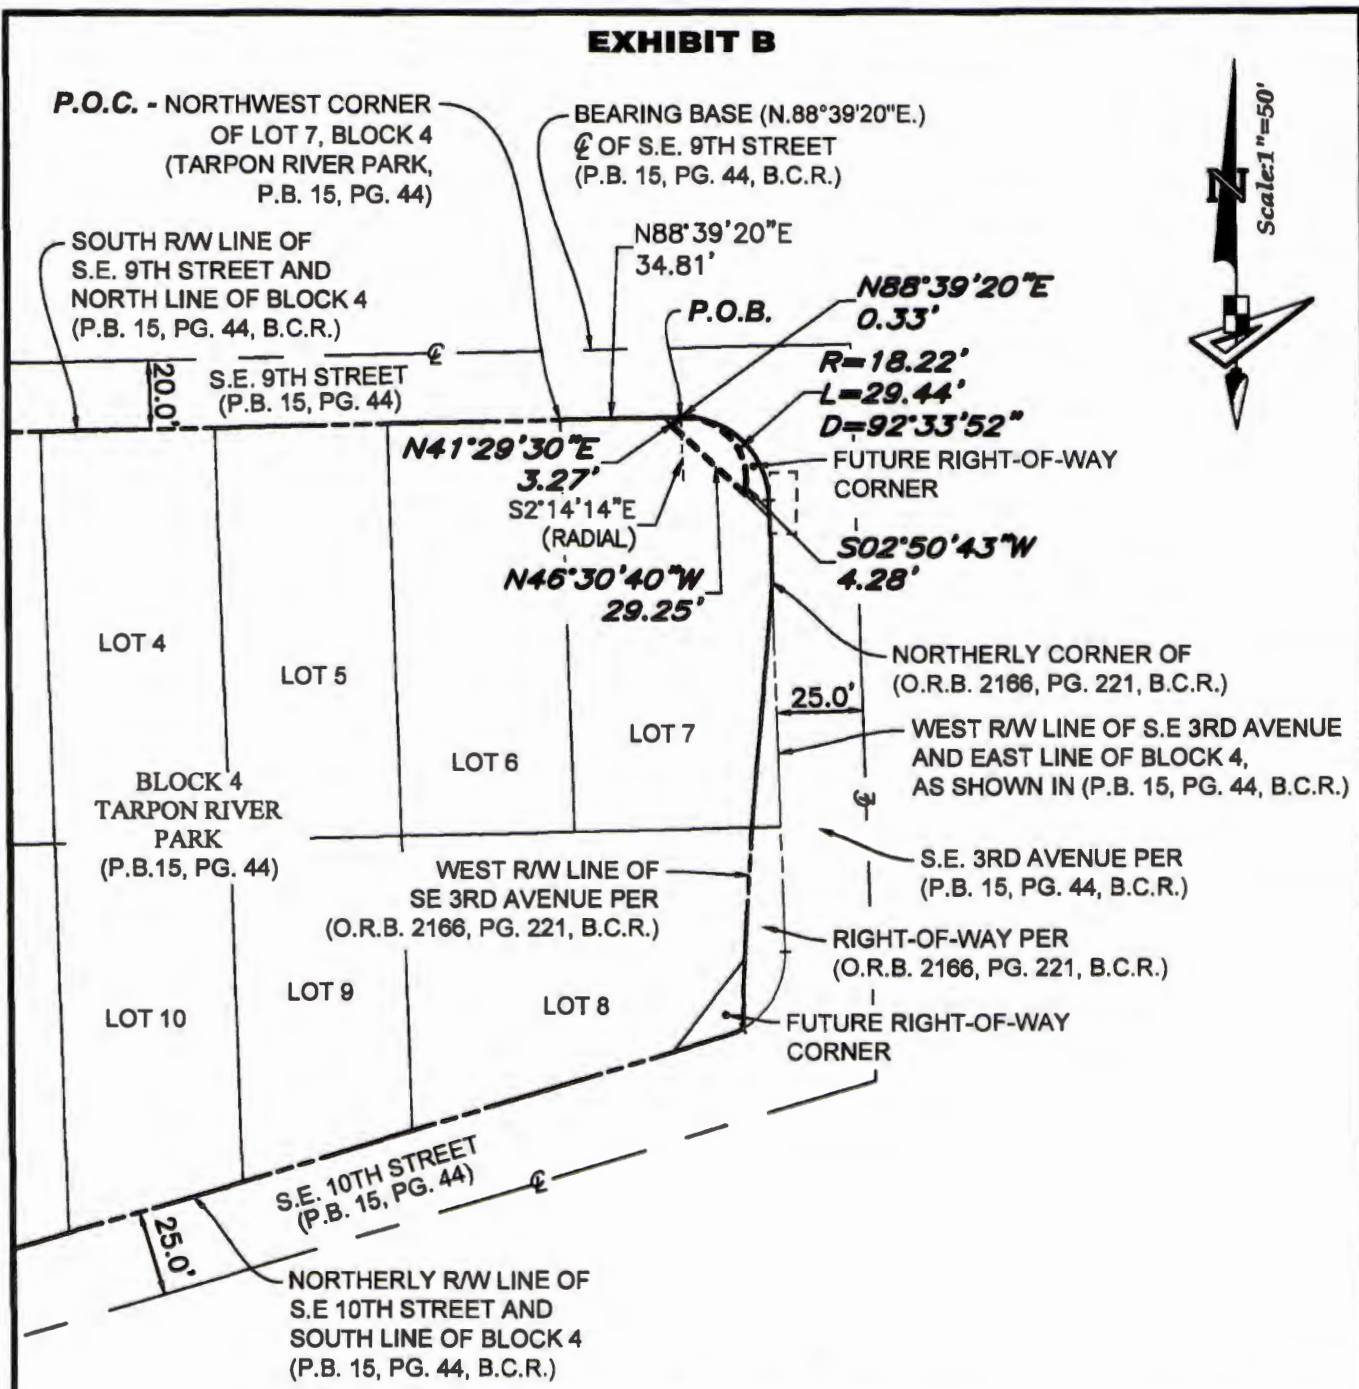 EXHIBIT B
P.O.C. - NORTHWEST CORNER
OF LOT 7, BLOCK 4
(TARPON RIVER PARK,
P.B. 15, PG. 44)
BEARING BASE (N.88°39'20"E.)
℄ OF S.E. 9TH STREET
(P.B. 15, PG. 44, B.C.R.)
N
Scale:1"=50'
SOUTH R/W LINE OF
S.E. 9TH STREET AND
NORTH LINE OF BLOCK 4
(P.B. 15, PG. 44, B.C.R.)
N88°39'20"E
34.81'
P.O.B.
N88°39'20"E
0.33'
R=18.22'
L=29.44'
D=92°33'52"
℄
20.0'
S.E. 9TH STREET
(P.B. 15, PG. 44)
N41°29'30"E
3.27'
S2°14'14"E
(RADIAL)
N46°30'40"W
29.25'
FUTURE RIGHT-OF-WAY
CORNER
S02°50'43"W
4.28'
LOT 4
LOT 5
LOT 6
LOT 7
NORTHERLY CORNER OF
(O.R.B. 2166, PG. 221, B.C.R.)
25.0'
WEST R/W LINE OF S.E 3RD AVENUE
AND EAST LINE OF BLOCK 4,
AS SHOWN IN (P.B. 15, PG. 44, B.C.R.)
℄
BLOCK 4
TARPON RIVER
PARK
(P.B.15, PG. 44)
S.E. 3RD AVENUE PER
(P.B. 15, PG. 44, B.C.R.)
WEST R/W LINE OF
SE 3RD AVENUE PER
(O.R.B. 2166, PG. 221, B.C.R.)
RIGHT-OF-WAY PER
(O.R.B. 2166, PG. 221, B.C.R.)
LOT 10
LOT 9
LOT 8
FUTURE RIGHT-OF-WAY
CORNER
S.E. 10TH STREET
(P.B. 15, PG. 44)
℄
25.0'
NORTHERLY R/W LINE OF
S.E 10TH STREET AND
SOUTH LINE OF BLOCK 4
(P.B. 15, PG. 44, B.C.R.)